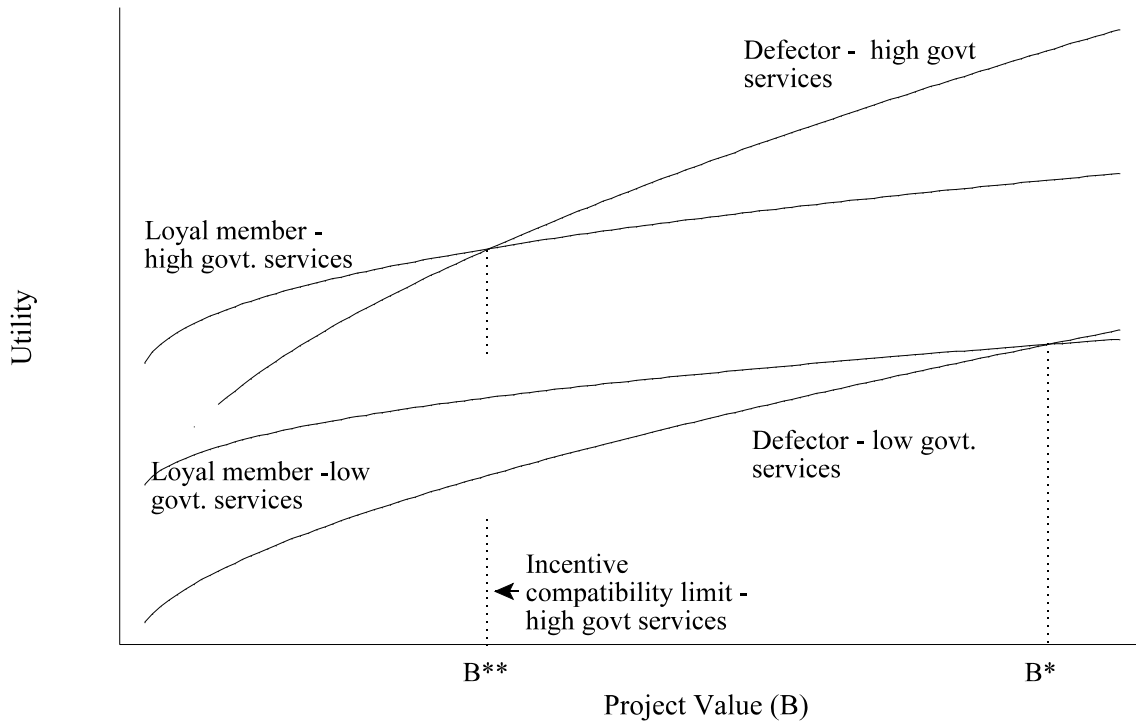 Defector -  high govt
services
Loyal member -
high govt. services
Utility
Defector - low govt.
services
Loyal member -low
govt. services
Incentive
compatibility limit -
high govt services
B**
B*
Project Value (B)